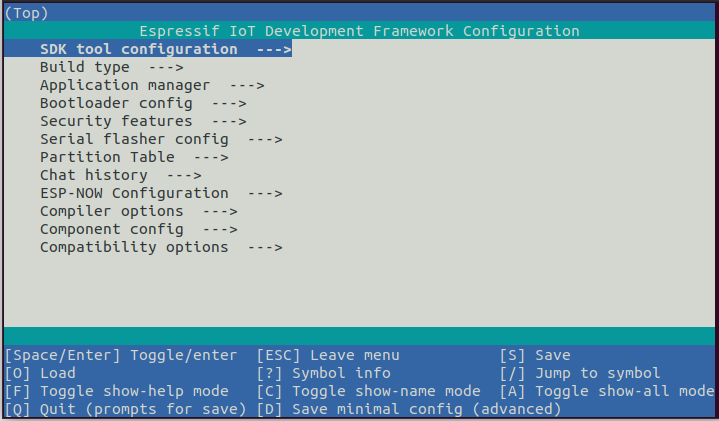 (Top)
Espressif IoT Development Framework Configuration
SDK tool configuration  --->
Build type  --->
Application manager  --->
Bootloader config  --->
Security features  --->
Serial flasher config  --->
Partition Table  --->
Chat history  --->
ESP-NOW Configuration  --->
Compiler options  --->
Component config  --->
Compatibility options  --->
[Space/Enter] Toggle/enter  [ESC] Leave menu  [S] Save
[O] Load  [?] Symbol info  [/] Jump to symbol
[F] Toggle show-help mode  [C] Toggle show-name mode  [A] Toggle show-all mode
[Q] Quit (prompts for save)  [D] Save minimal config (advanced)